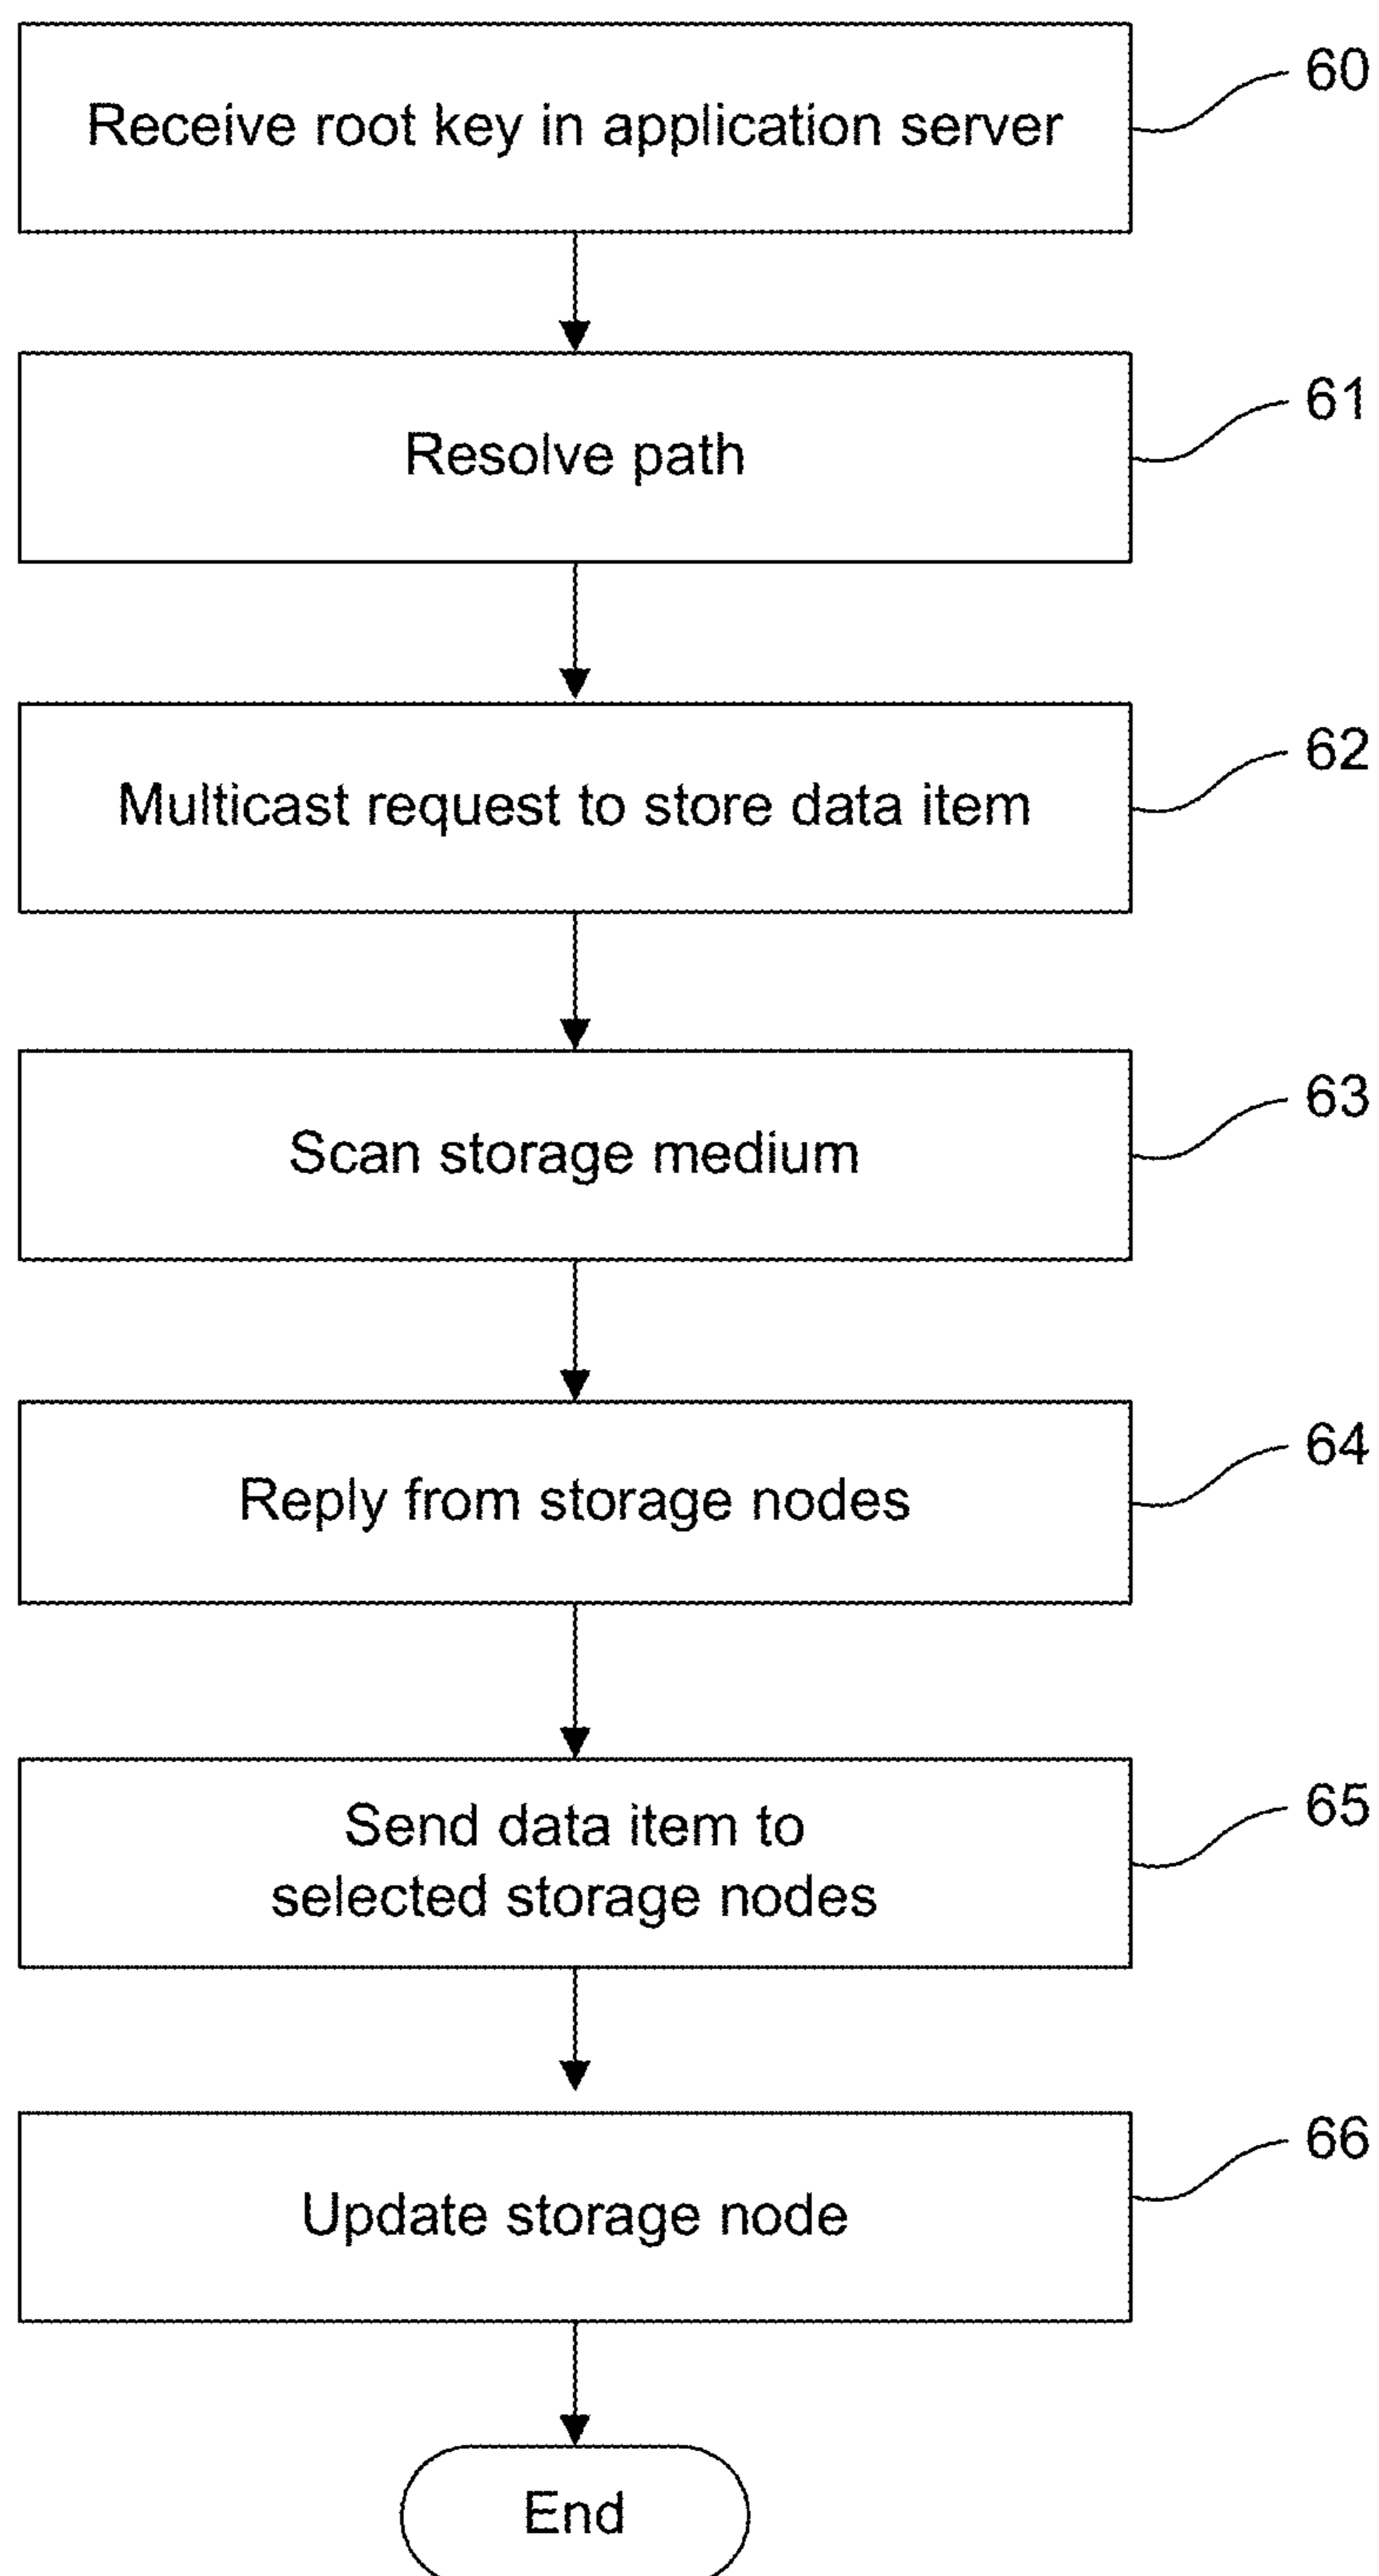 Receive root key in application server
60
Resolve path
61
Multicast request to store data item
62
Scan storage medium
63
Reply from storage nodes
64
Send data item to
selected storage nodes
65
Update storage node
66
End